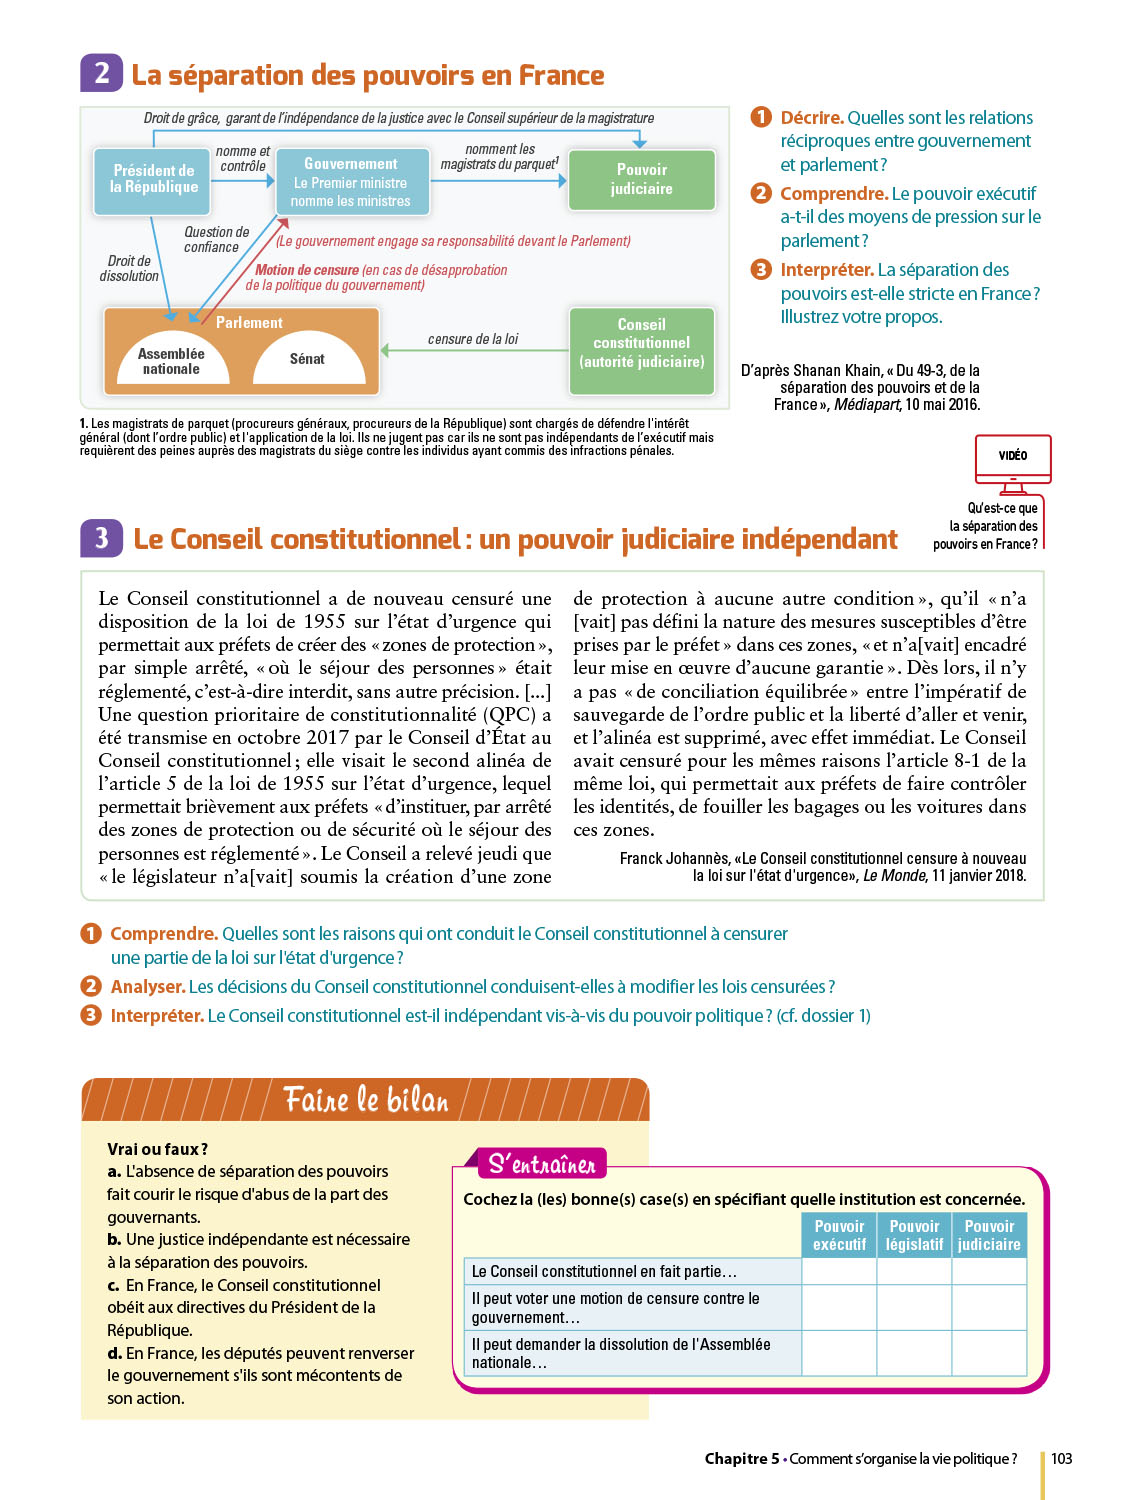 2 La séparation des pouvoirs en France
Droit de grâce, garant de l'indépendance de la justice avec le Conseil supérieur de la magistrature
Président de
la République
nomme et
contrôle
Gouvernement
Le Premier ministre
nomme les ministres
nomment les
magistrats du parquet1
Pouvoir
judiciaire
Question de
confiance
(Le gouvernement engage sa responsabilité devant le Parlement)
Droit de
dissolution
Motion de censure (en cas de désapprobation
de la politique du gouvernement)
Parlement
Assemblée
nationale
Sénat
censure de la loi
Conseil
constitutionnel
(autorité judiciaire)
1. Les magistrats de parquet (procureurs généraux, procureurs de la République) sont chargés de défendre l'intérêt
général (dont l'ordre public) et l'application de la loi. Ils ne jugent pas car ils ne sont pas indépendants de l'exécutif mais
requièrent des peines auprès des magistrats du siège contre les individus ayant commis des infractions pénales.
1 Décrire. Quelles sont les relations
réciproques entre gouvernement
et parlement ?
2 Comprendre. Le pouvoir exécutif
a-t-il des moyens de pression sur le
parlement ?
3 Interpréter. La séparation des
pouvoirs est-elle stricte en France ?
Illustrez votre propos.
D'après Shanan Khain, « Du 49-3, de la
séparation des pouvoirs et de la
France », Médiapart, 10 mai 2016.
VIDÉO
Qu'est-ce que
la séparation des
pouvoirs en France ?
3 Le Conseil constitutionnel : un pouvoir judiciaire indépendant
Le Conseil constitutionnel a de nouveau censuré une
disposition de la loi de 1955 sur l'état d'urgence qui
permettait aux préfets de créer des « zones de protection »,
par simple arrêté, « où le séjour des personnes » était
réglementé, c'est-à-dire interdit, sans autre précision. [...]
Une question prioritaire de constitutionnalité (QPC) a
été transmise en octobre 2017 par le Conseil d'État au
Conseil constitutionnel ; elle visait le second alinéa de
l'article 5 de la loi de 1955 sur l'état d'urgence, lequel
permettait brièvement aux préfets « d'instituer, par arrêté
des zones de protection ou de sécurité où le séjour des
personnes est réglementé ». Le Conseil a relevé jeudi que
« le législateur n'a[vait] soumis la création d'une zone
de protection à aucune autre condition », qu'il « n'a
[vait] pas défini la nature des mesures susceptibles d'être
prises par le préfet » dans ces zones, « et n'a[vait] encadré
leur mise en œuvre d'aucune garantie ». Dès lors, il n'y
a pas « de conciliation équilibrée » entre l'impératif de
sauvegarde de l'ordre public et la liberté d'aller et venir,
et l'alinéa est supprimé, avec effet immédiat. Le Conseil
avait censuré pour les mêmes raisons l'article 8-1 de la
même loi, qui permettait aux préfets de faire contrôler
les identités, de fouiller les bagages ou les voitures dans
ces zones.
Franck Johannès, «Le Conseil constitutionnel censure à nouveau
la loi sur l'état d'urgence», Le Monde, 11 janvier 2018.
1 Comprendre. Quelles sont les raisons qui ont conduit le Conseil constitutionnel à censurer
une partie de la loi sur l'état d'urgence ?
2 Analyser. Les décisions du Conseil constitutionnel conduisent-elles à modifier les lois censurées ?
3 Interpréter. Le Conseil constitutionnel est-il indépendant vis-à-vis du pouvoir politique ? (cf. dossier 1)
Faire le bilan
Vrai ou faux ?
a. L'absence de séparation des pouvoirs
fait courir le risque d'abus de la part des
gouvernants.
b. Une justice indépendante est nécessaire
à la séparation des pouvoirs.
c. En France, le Conseil constitutionnel
obéit aux directives du Président de la
République.
d. En France, les députés peuvent renverser
le gouvernement s'ils sont mécontents de
son action.
S'entraîner
Cochez la (les) bonne(s) case(s) en spécifiant quelle institution est concernée.
Pouvoir
exécutif
Pouvoir
législatif
Pouvoir
judiciaire
Le Conseil constitutionnel en fait partie…
Il peut voter une motion de censure contre le
gouvernement…
Il peut demander la dissolution de l'Assemblée
nationale…
Chapitre 5 • Comment s'organise la vie politique ? 103